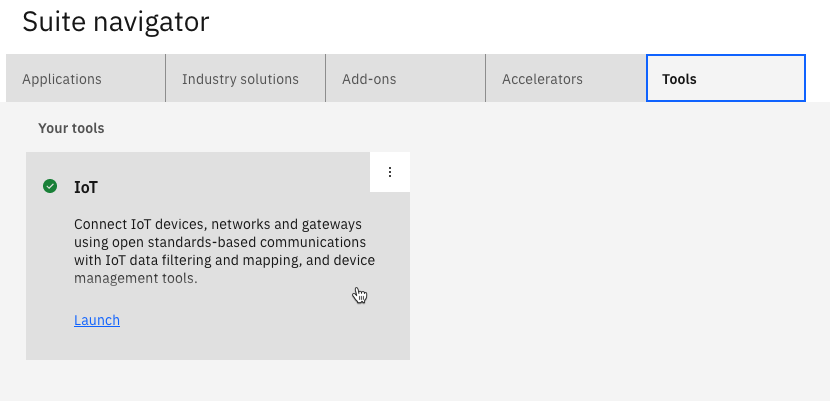 Suite navigator
Applications
Industry solutions
Add-ons
Accelerators
Tools
Your tools
IoT
Connect IoT devices, networks and gateways
using open standards-based communications
with IoT data filtering and mapping, and device
management tools.
Launch